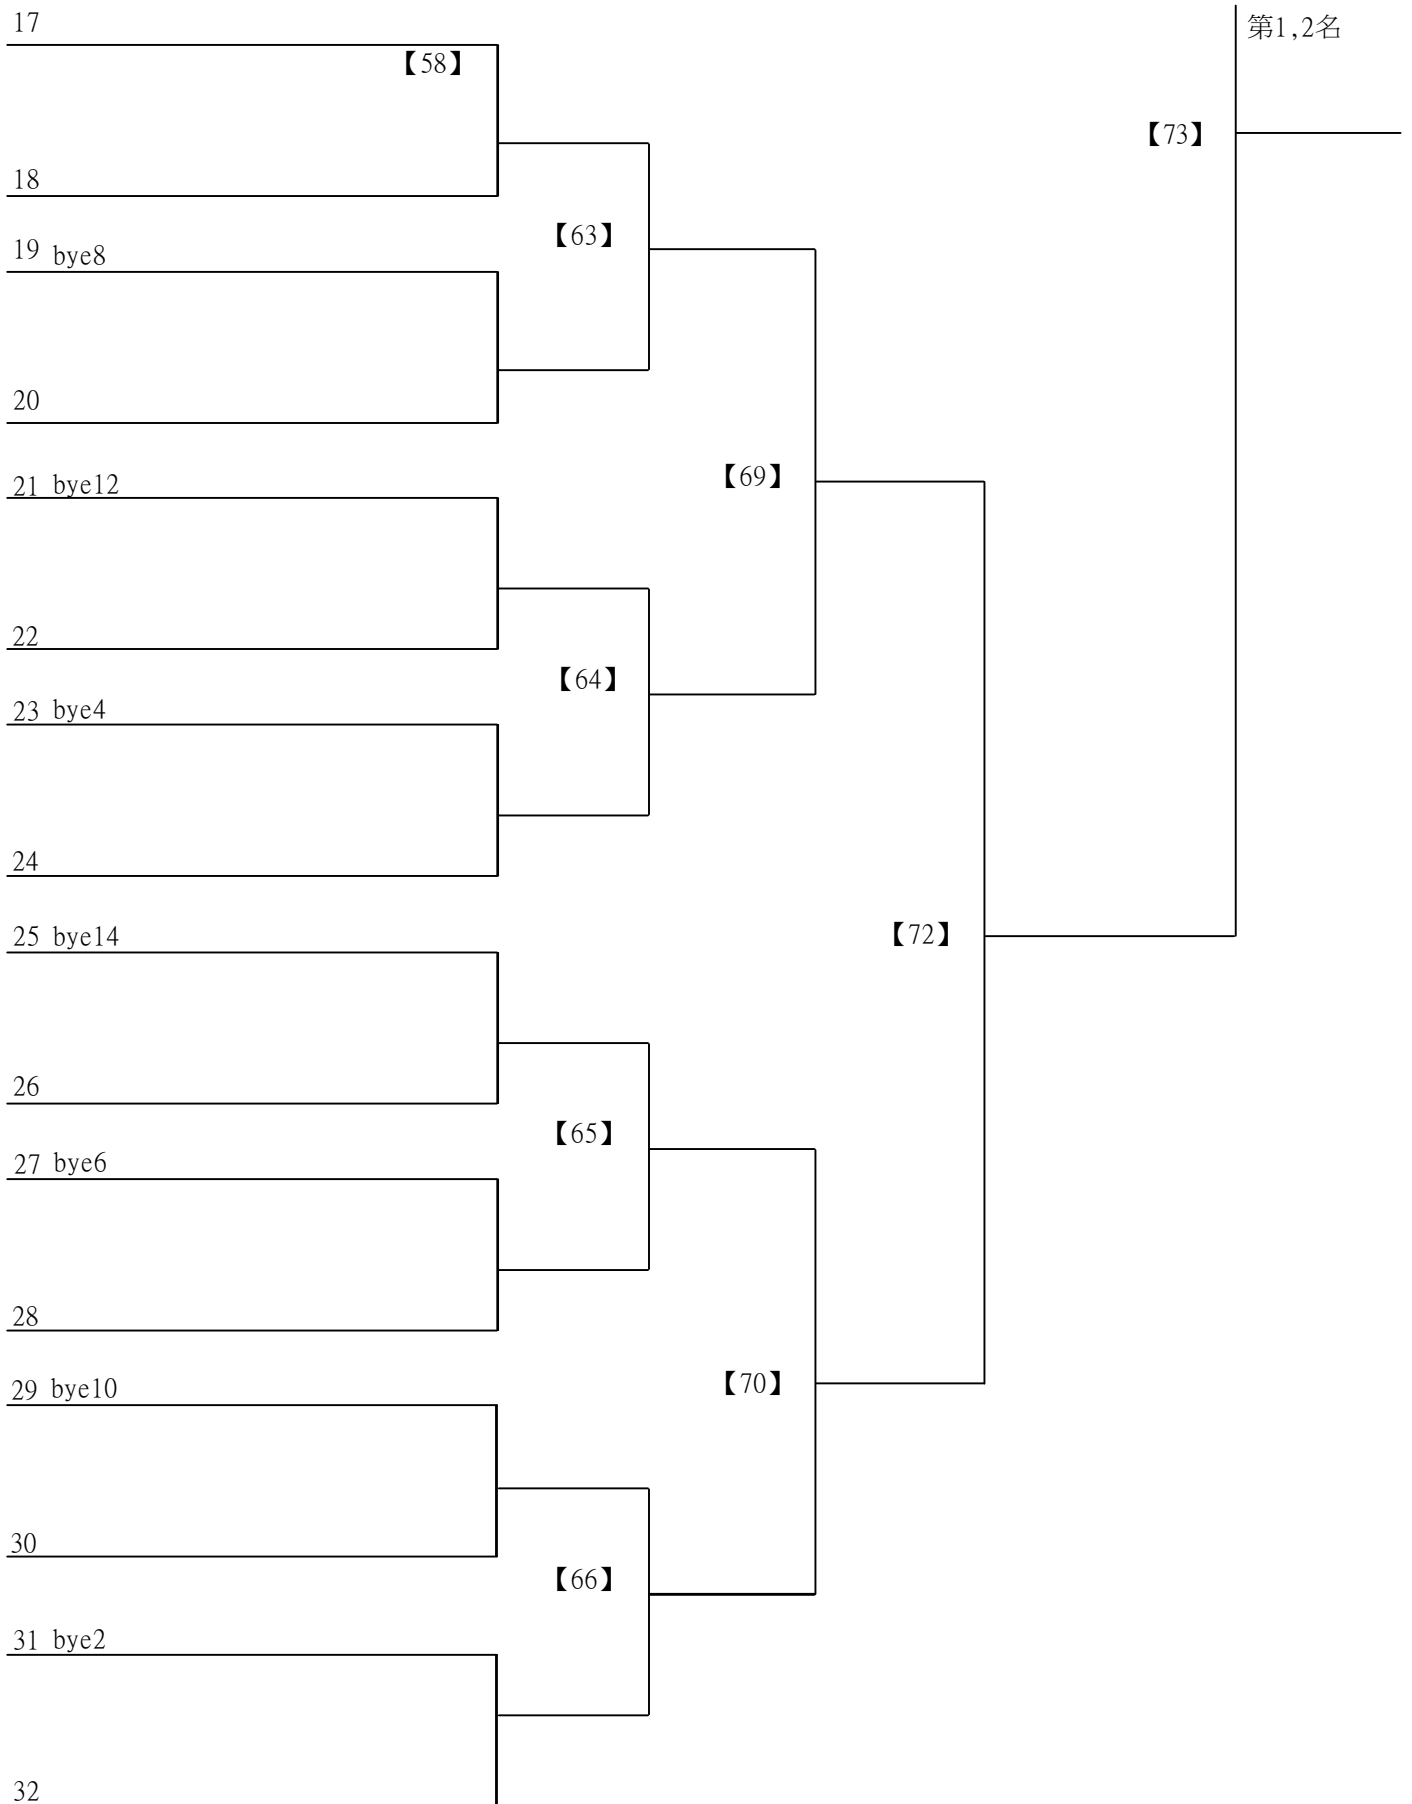 17
第1,2名
【58】
【73】
18
【63】
19 bye8
20
【69】
21 bye12
22
【64】
23 bye4
24
【72】
25 bye14
26
【65】
27 bye6
28
【70】
29 bye10
30
【66】
31 bye2
32